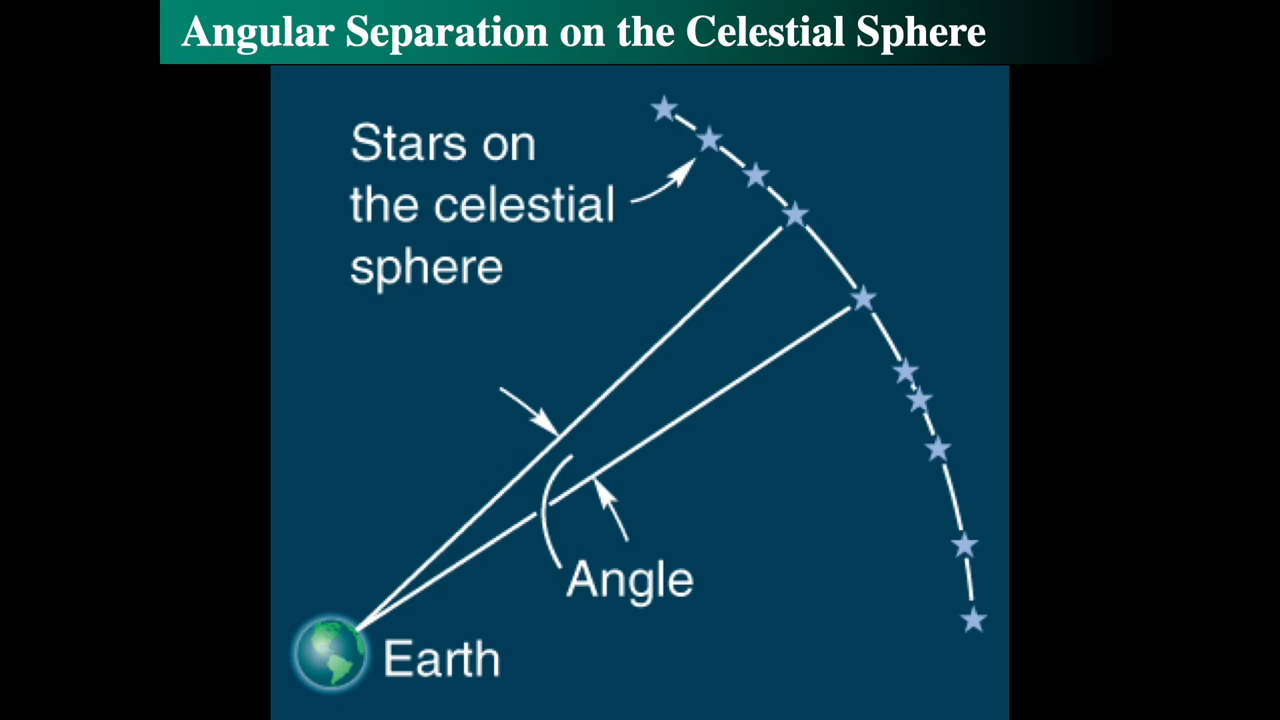 Angular Separation on the Celestial Sphere
Stars on
the celestial
sphere
Angle
Earth